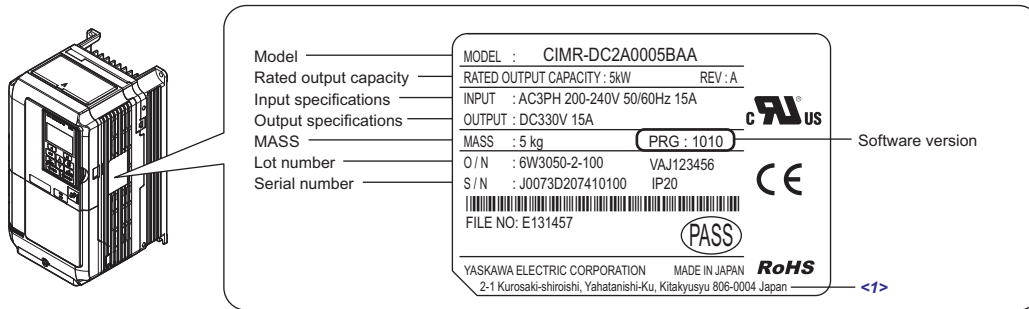 Model
Rated output capacity
Input specifications
Output specifications
MASS
Lot number
Serial number
MODEL : CIMR-DC2A0005BAA
RATED OUTPUT CAPACITY : 5kW REV : A
INPUT : AC3PH 200-240V 50/60Hz 15A
OUTPUT : DC330V 15A
MASS : 5 kg PRG : 1010
O / N : 6W3050-2-100 VAJ123456
S / N : J0073D207410100 IP20
FILE NO: E131457
PASS
YASKAWA ELECTRIC CORPORATION MADE IN JAPAN
2-1 Kurosaki-shiroishi, Yahatanishi-Ku, Kitakyusyu 806-0004 Japan
C RU US ®
CE
RoHS
Software version
<1>